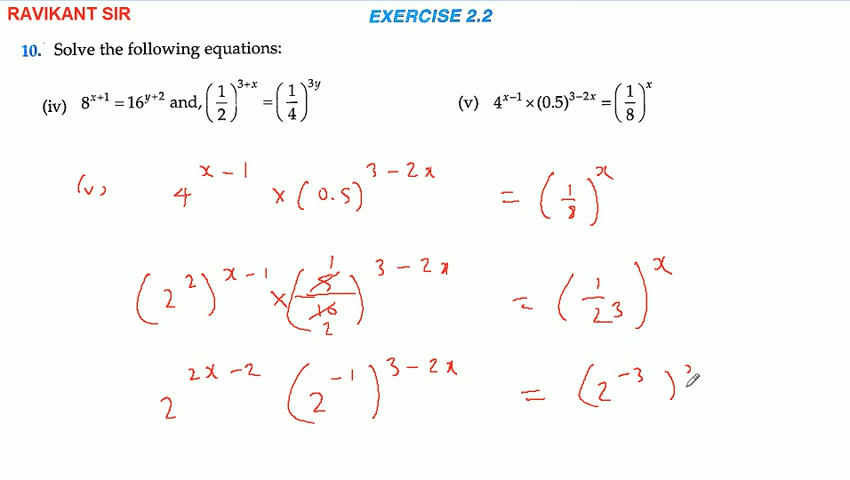 RAVIKANT SIR
EXERCISE 2.2
10. Solve the following equations:
(iv) 8^{x+1} = 16^{y+2} and, (1/2)^{3+x} = (1/4)^{3y} (v) 4^{x−1} × (0.5)^{3−2x} = (1/8)^x
(v) 4^{x−1} × (0.5)^{3−2x} = (1/8)^x
(2^2)^{x−1} × (5/10)^{3−2x} 1 2 = (1/2^3)^x
2^{2x−2} (2^{−1})^{3−2x} = (2^{−3})